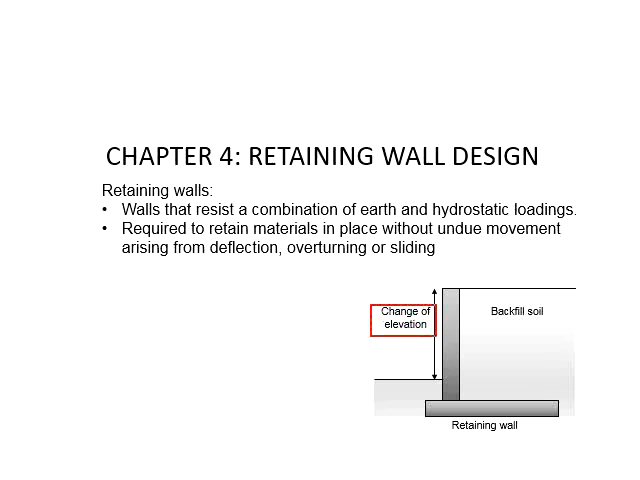 CHAPTER 4: RETAINING WALL DESIGN
Retaining walls:
• Walls that resist a combination of earth and hydrostatic loadings.
• Required to retain materials in place without undue movement
arising from deflection, overturning or sliding
Change of
elevation
Backfill soil
Retaining wall